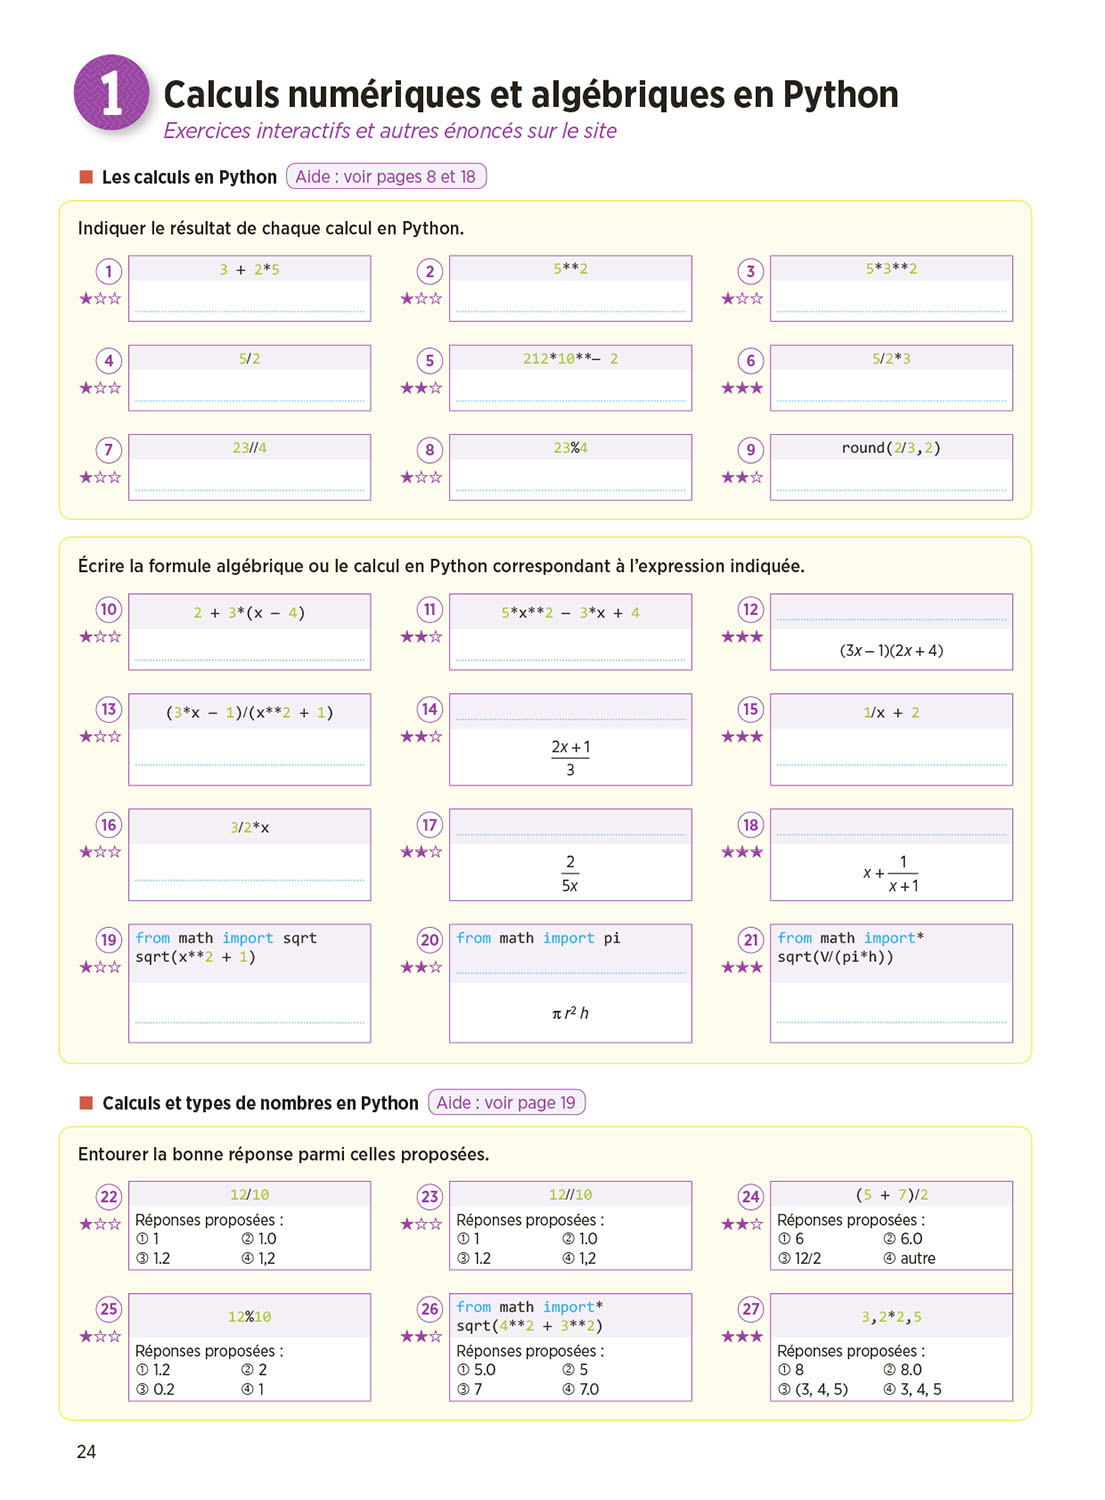 1
Calculs numériques et algébriques en Python
Exercices interactifs et autres énoncés sur le site
Les calculs en Python Aide : voir pages 8 et 18
Indiquer le résultat de chaque calcul en Python.
1 3 + 2*5
2 5**2
3 5*3**2
4 5/2
5 212*10**– 2
6 5/2*3
7 23//4
8 23%4
9 round(2/3,2)
Écrire la formule algébrique ou le calcul en Python correspondant à l’expression indiquée.
10 2 + 3*(x – 4)
11 5*x**2 – 3*x + 4
12
(3x – 1)(2x + 4)
13 (3*x – 1)/(x**2 + 1)
14
2x + 1
3
15 1/x + 2
16 3/2*x
17
2
5x
18
x + 1
x + 1
19 from math import sqrt
sqrt(x**2 + 1)
20 from math import pi
π r² h
21 from math import*
sqrt(V/(pi*h))
Calculs et types de nombres en Python Aide : voir page 19
Entourer la bonne réponse parmi celles proposées.
22 12/10
Réponses proposées :
① 1 ② 1.0
③ 1.2 ④ 1,2
23 12//10
Réponses proposées :
① 1 ② 1.0
③ 1.2 ④ 1,2
24 (5 + 7)/2
Réponses proposées :
① 6 ② 6.0
③ 12/2 ④ autre
25 12%10
Réponses proposées :
① 1.2 ② 2
③ 0.2 ④ 1
26 from math import*
sqrt(4**2 + 3**2)
Réponses proposées :
① 5.0 ② 5
③ 7 ④ 7.0
27 3,2*2,5
Réponses proposées :
① 8 ② 8.0
③ (3, 4, 5) ④ 3, 4, 5
24